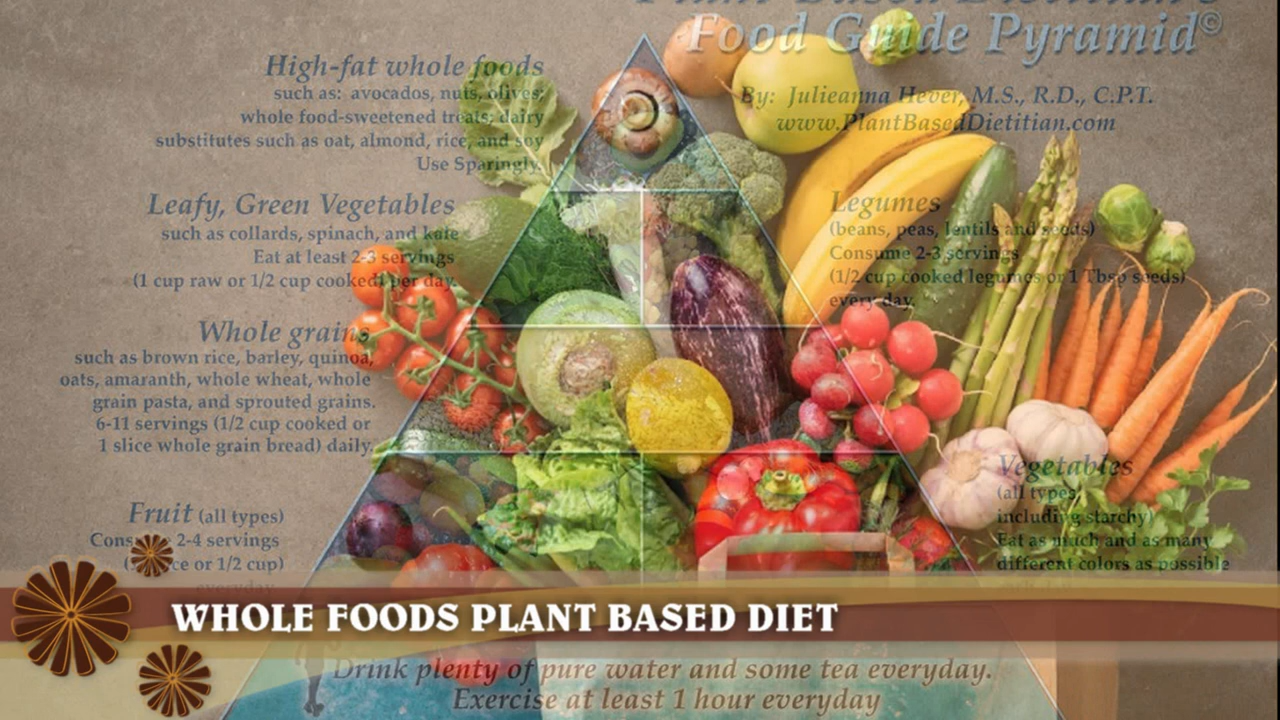 Food Guide Pyramid©
By: Julieanna Hever, M.S., R.D., C.P.T.
www.PlantBasedDietitian.com
High-fat whole foods
such as: avocados, nuts, olives;
whole food-sweetened treats; dairy
substitutes such as oat, almond, rice, and soy
Use Sparingly.
Leafy, Green Vegetables
such as collards, spinach, and kale
Eat at least 2-3 servings
(1 cup raw or 1/2 cup cooked) per day.
Legumes
(beans, peas, lentils and seeds)
Consume 2-3 servings
(1/2 cup cooked legumes or 1 Tbsp seeds)
every day.
Whole grains
such as brown rice, barley, quinoa,
oats, amaranth, whole wheat, whole
grain pasta, and sprouted grains.
6-11 servings (1/2 cup cooked or
1 slice whole grain bread) daily.
Fruit (all types)
2-4 servings
or 1/2 cup)
everyday
Vegetables
(all types,
including starchy)
Eat as much and as many
different colors as possible
WHOLE FOODS PLANT BASED DIET
Drink plenty of pure water and some tea everyday.
Exercise at least 1 hour everyday